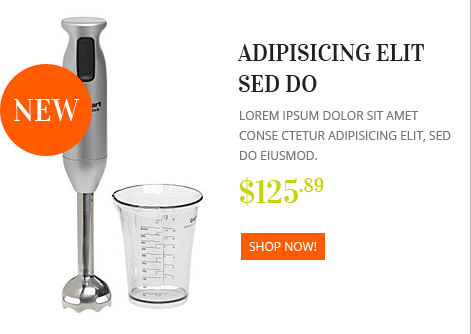 NEW
ADIPISICING ELIT
SED DO
LOREM IPSUM DOLOR SIT AMET
CONSE CTETUR ADIPISICING ELIT, SED
DO EIUSMOD.
$125.89
SHOP NOW!